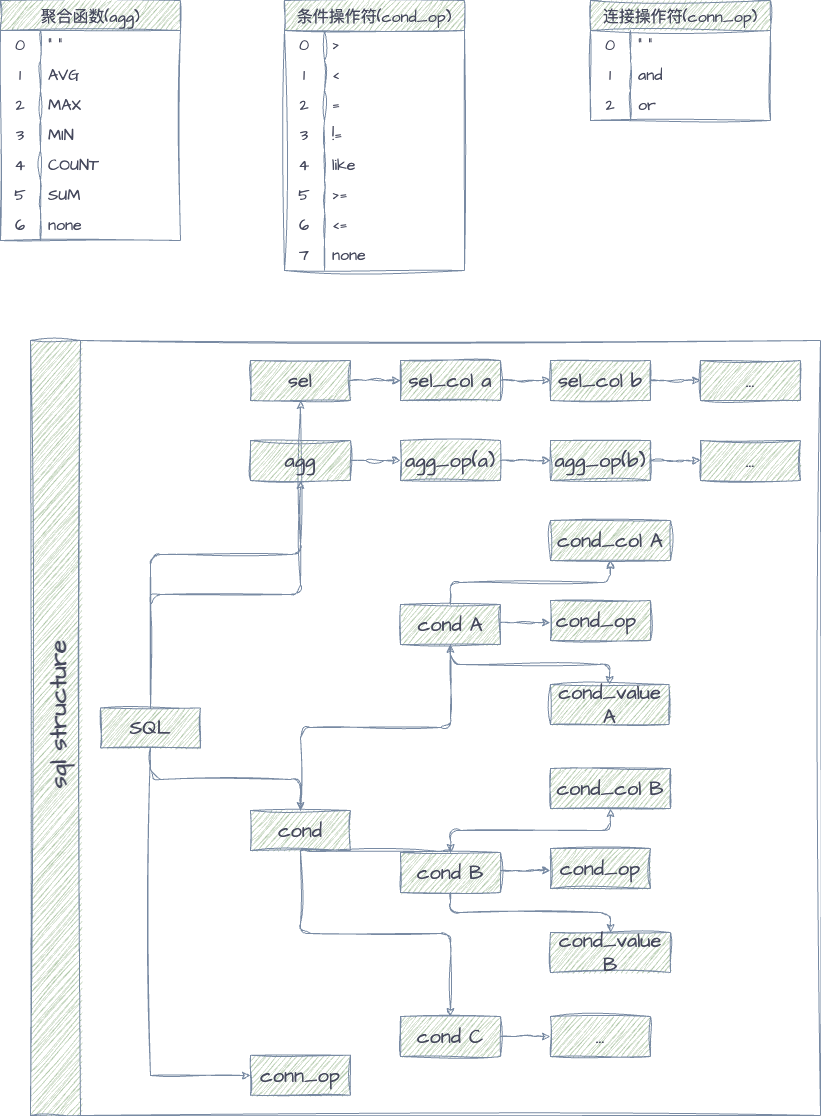 聚合函数(agg)
0 " "
1 AVG
2 MAX
3 MIN
4 COUNT
5 SUM
6 none
条件操作符(cond_op)
0 >
1 <
2 =
3 !=
4 like
5 >=
6 <=
7 none
连接操作符(conn_op)
0 " "
1 and
2 or
sql structure
sel
sel_col a
sel_col b
...
agg
agg_op(a)
agg_op(b)
...
cond_col A
cond A
cond_op
cond_value
A
SQL
cond_col B
cond
cond B
cond_op
cond_value
B
cond C
...
conn_op